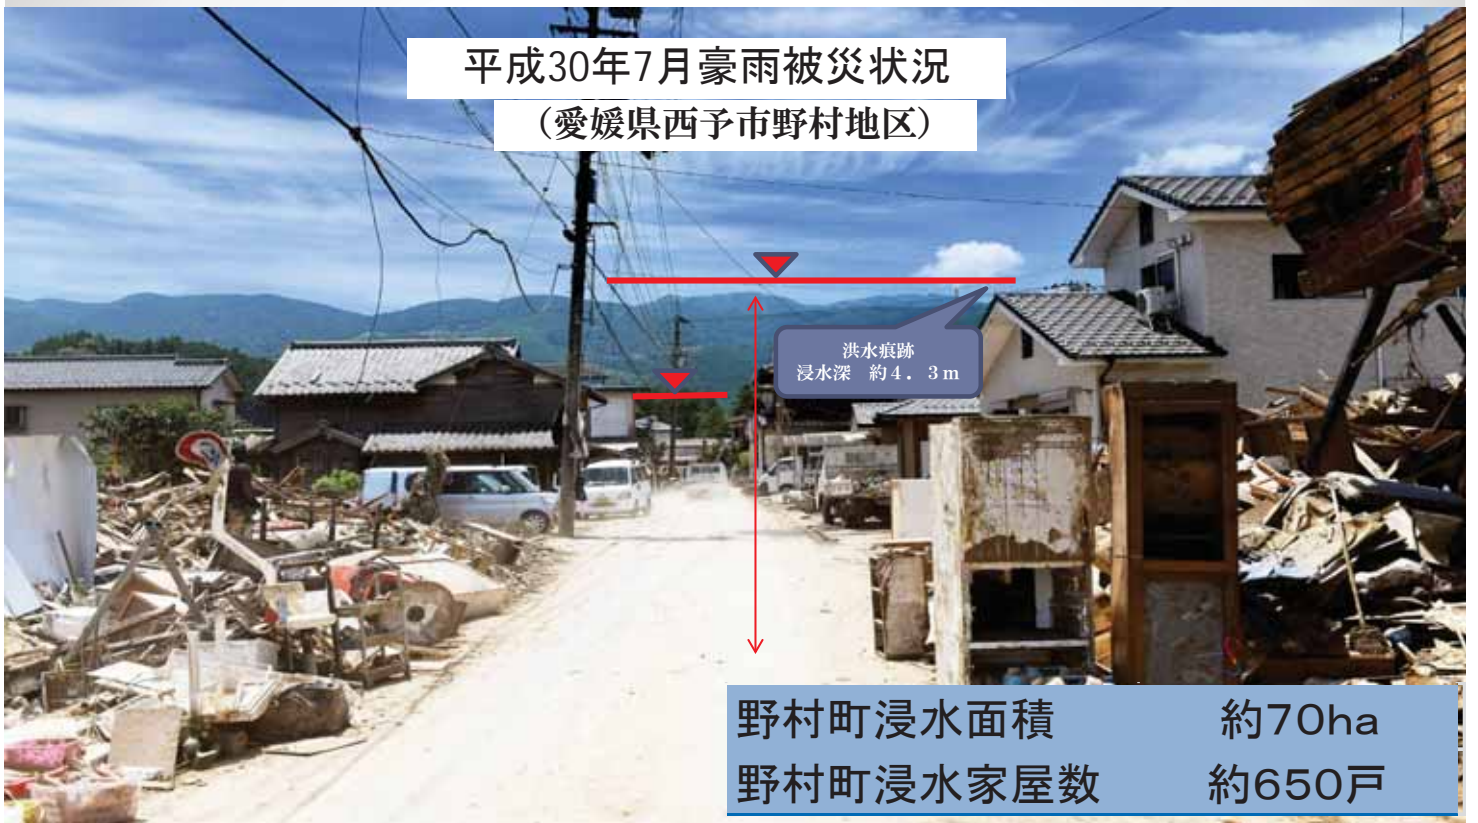 平成30年7月豪雨被災状況
（愛媛県西予市野村地区）
洪水痕跡
浸水深　約４．３ｍ
野村町浸水面積　約70ha
野村町浸水家屋数　約650戸